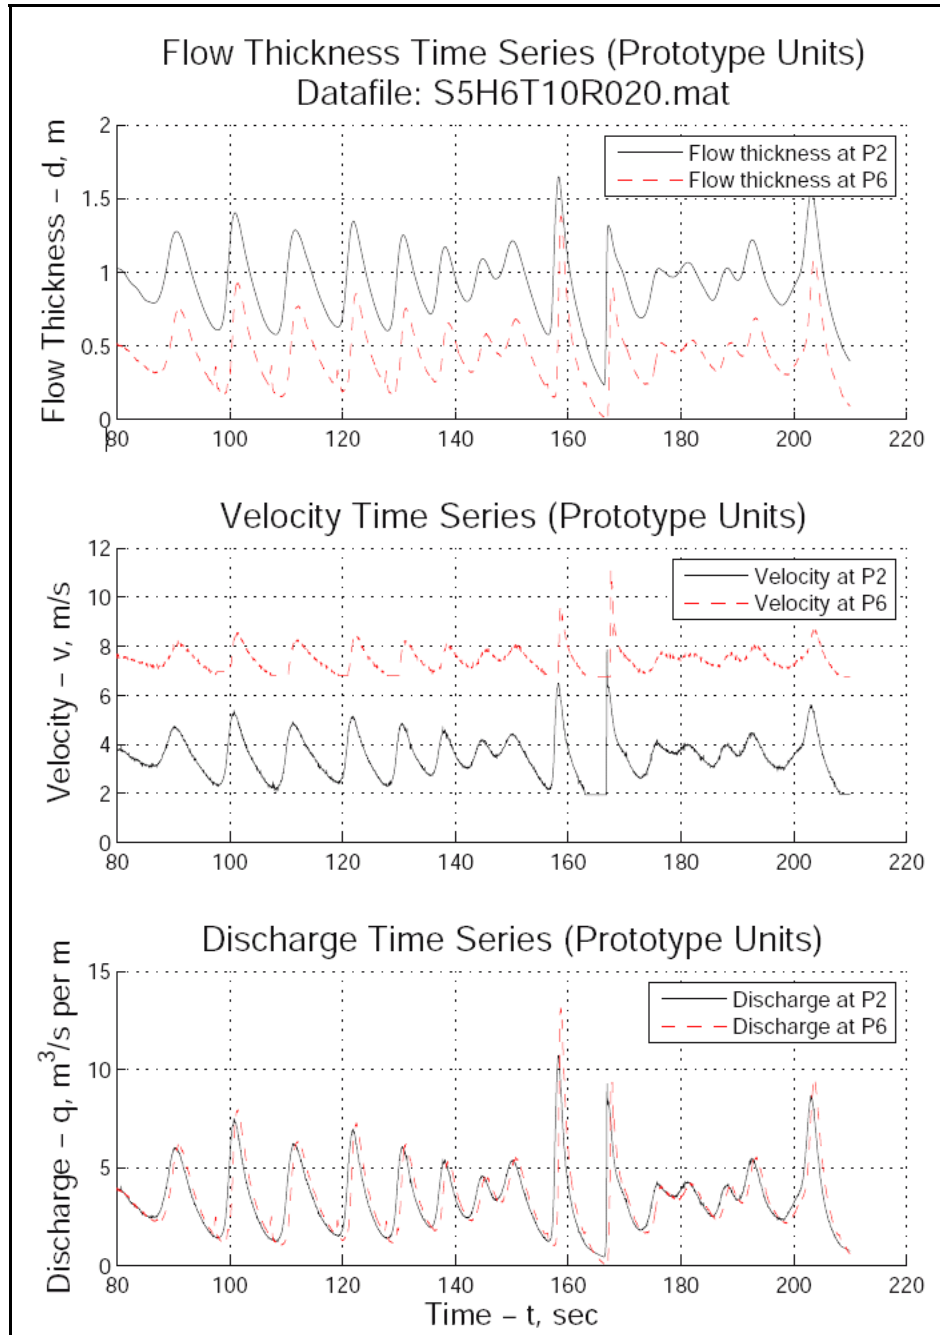 Flow Thickness Time Series (Prototype Units)
Datafile: S5H6T10R020.mat
Flow Thickness – d, m
2
1.5
1
0.5
0
Flow thickness at P2
Flow thickness at P6
80 100 120 140 160 180 200 220
Velocity Time Series (Prototype Units)
Velocity – v, m/s
12
10
8
6
4
2
0
Velocity at P2
Velocity at P6
80 100 120 140 160 180 200 220
Discharge Time Series (Prototype Units)
Discharge – q, m³/s per m
15
10
5
0
Discharge at P2
Discharge at P6
80 100 120 140 160 180 200 220
Time – t, sec